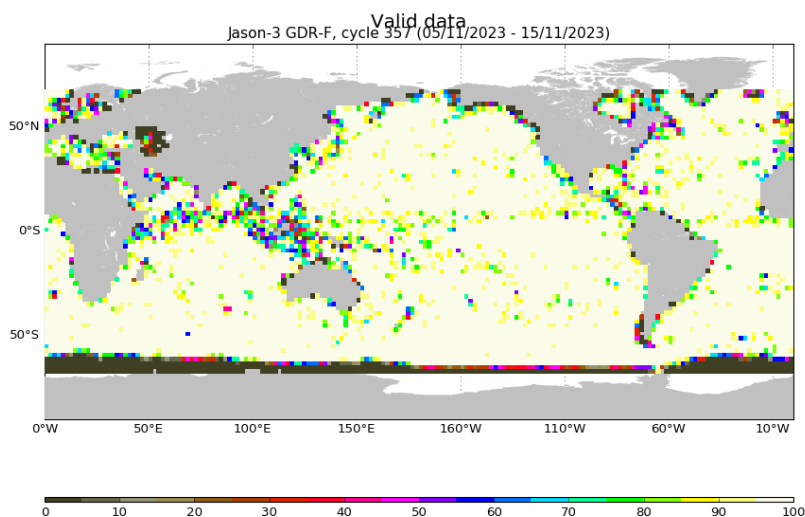 Valid data
Jason-3 GDR-F, cycle 357 (05/11/2023 - 15/11/2023)
50°N
0°S
50°S
0°W 50°E 100°E 150°E 160°W 110°W 60°W 10°W
0 10 20 30 40 50 60 70 80 90 100